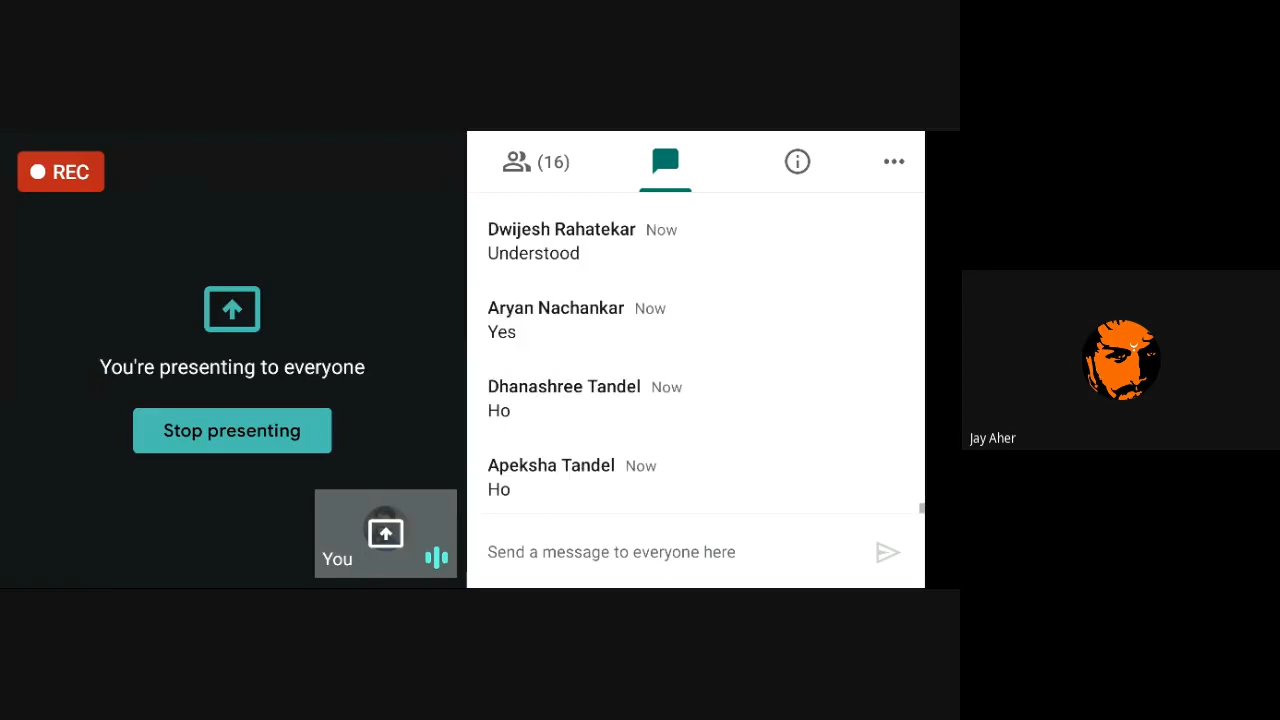 REC
You're presenting to everyone
Stop presenting
You
(16)
Dwijesh Rahatekar Now
Understood
Aryan Nachankar Now
Yes
Dhanashree Tandel Now
Ho
Apeksha Tandel Now
Ho
Send a message to everyone here
Jay Aher